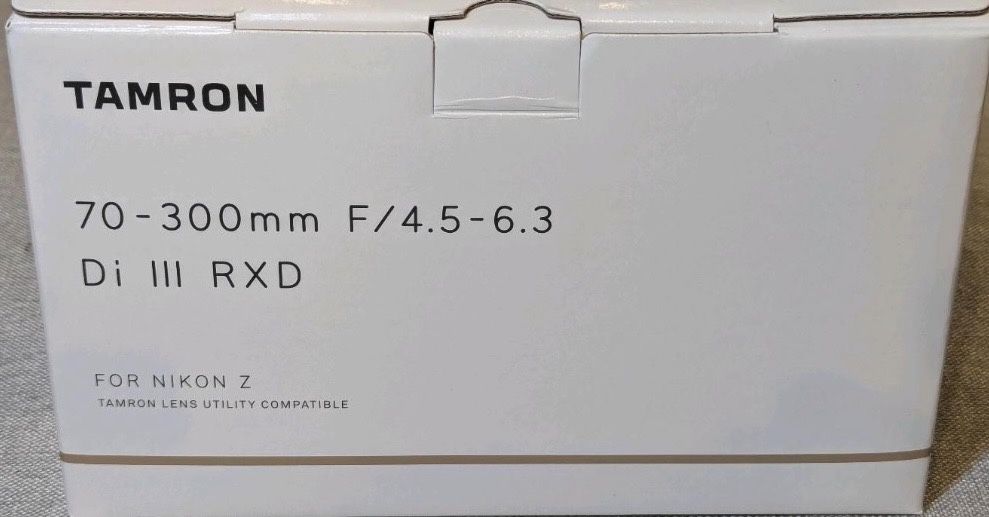 TAMRON
70-300mm F/4.5-6.3
Di III RXD
FOR NIKON Z
TAMRON LENS UTILITY COMPATIBLE